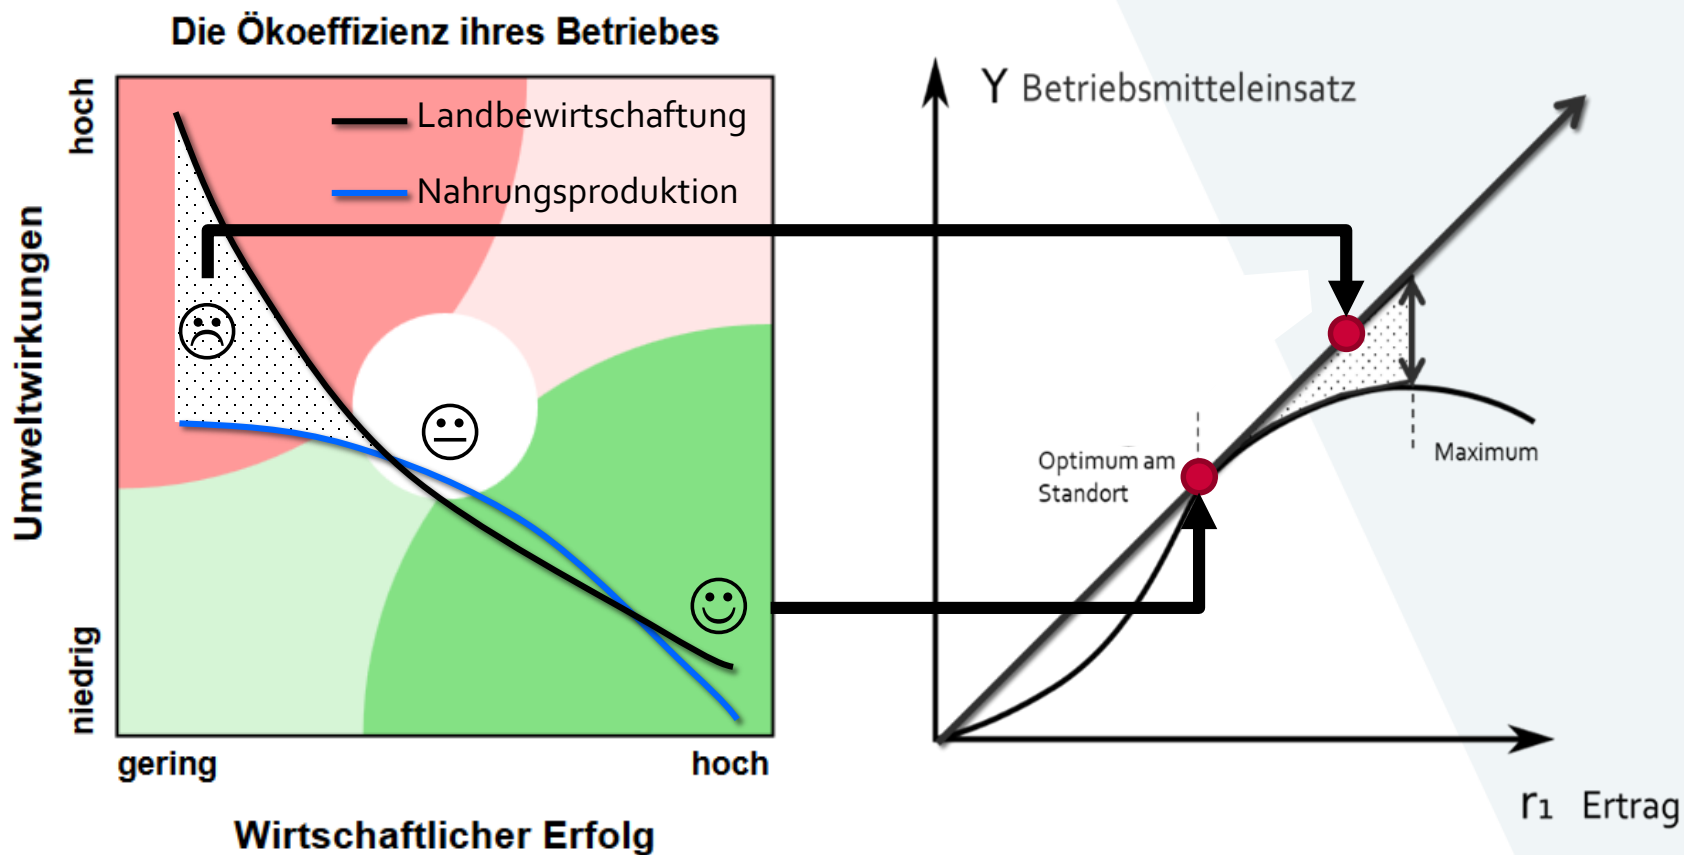 Die Ökoeffizienz ihres Betriebes
hoch
Umweltwirkungen
niedrig
Landbewirtschaftung
Nahrungsproduktion
gering
hoch
Wirtschaftlicher Erfolg
Y Betriebsmitteleinsatz
Optimum am
Standort
Maximum
r₁ Ertrag